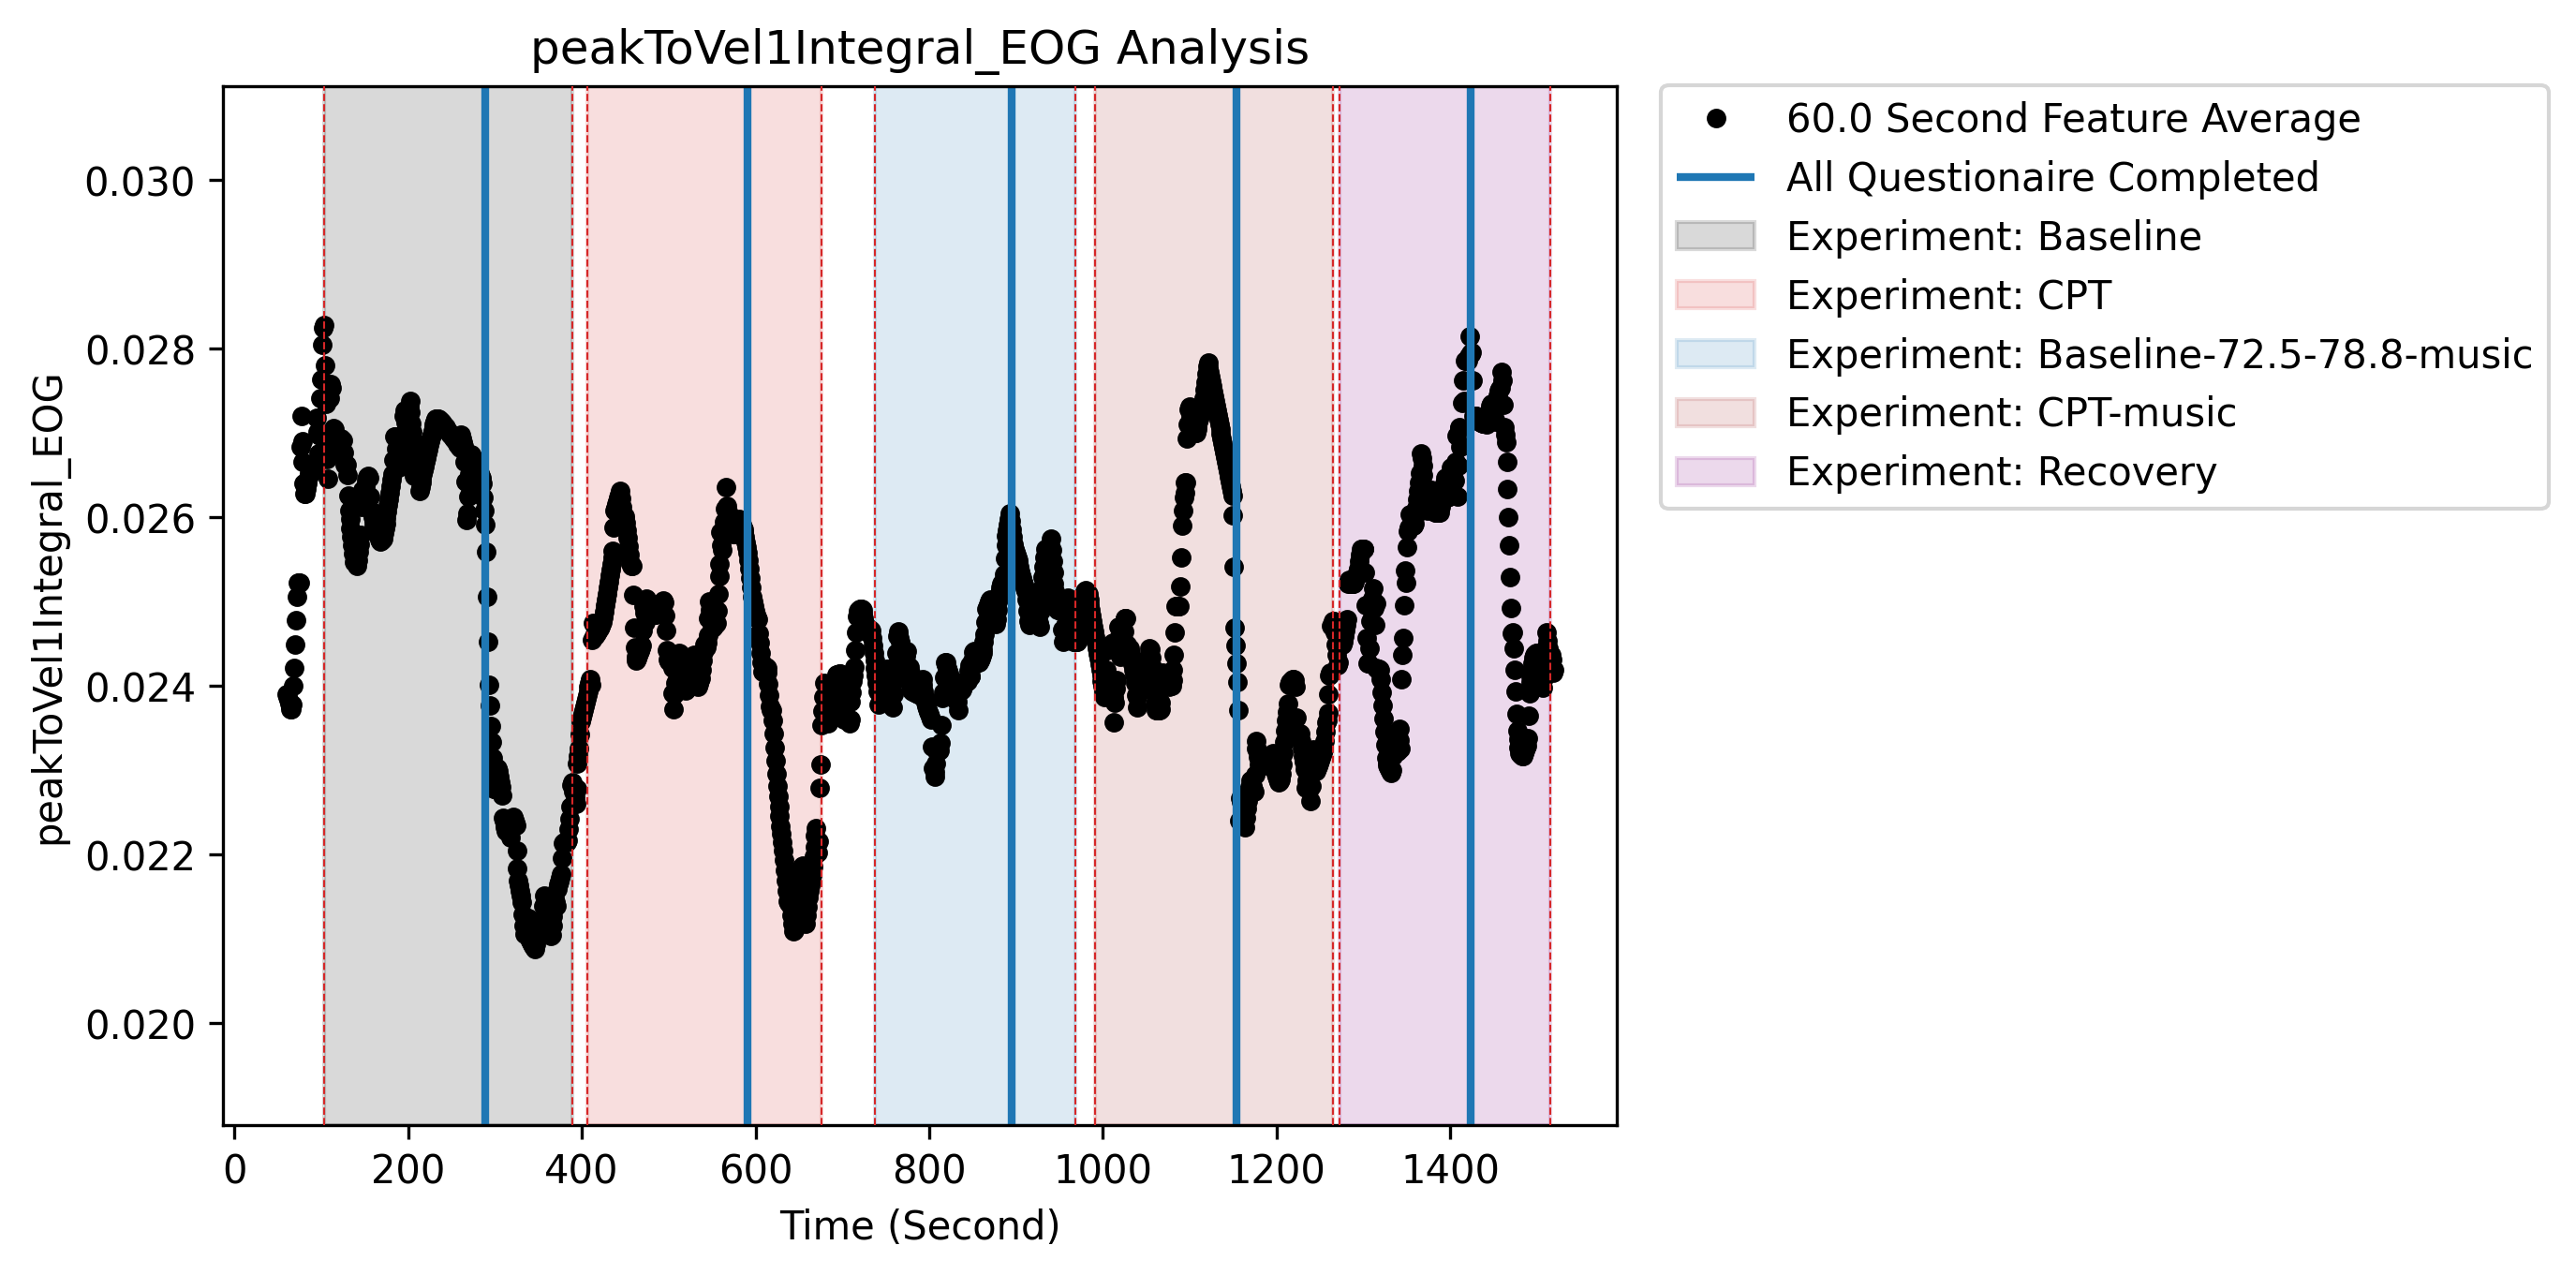 peakToVel1Integral_EOG Analysis
peakToVel1Integral_EOG
0.030
0.028
0.026
0.024
0.022
0.020
0 200 400 600 800 1000 1200 1400
Time (Second)
60.0 Second Feature Average
All Questionaire Completed
Experiment: Baseline
Experiment: CPT
Experiment: Baseline-72.5-78.8-music
Experiment: CPT-music
Experiment: Recovery